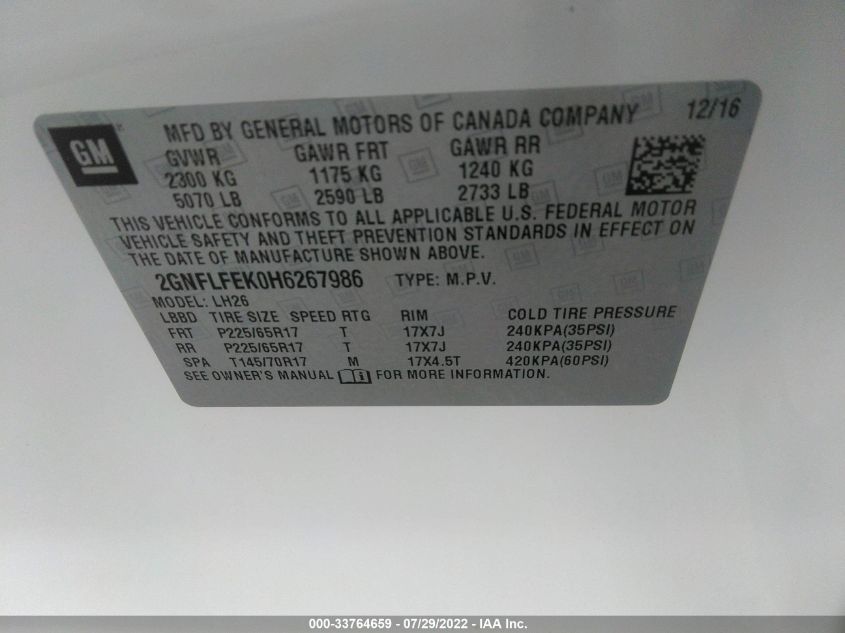 GM
MFD BY GENERAL MOTORS OF CANADA COMPANY 12/16
GVWR GAWR FRT GAWR RR
2300 KG 1175 KG 1240 KG
5070 LB 2590 LB 2733 LB
THIS VEHICLE CONFORMS TO ALL APPLICABLE U.S. FEDERAL MOTOR
VEHICLE SAFETY AND THEFT PREVENTION STANDARDS IN EFFECT ON
THE DATE OF MANUFACTURE SHOWN ABOVE.
2GNFLFEK0H6267986 TYPE: M.P.V.
MODEL: LH26
LBBD TIRE SIZE SPEED RTG RIM COLD TIRE PRESSURE
FRT P225/65R17 T 17X7J 240KPA(35PSI)
RR P225/65R17 T 17X7J 240KPA(35PSI)
SPA T145/70R17 M 17X4.5T 420KPA(60PSI)
SEE OWNER'S MANUAL FOR MORE INFORMATION.
000-33764659 - 07/29/2022 - IAA Inc.